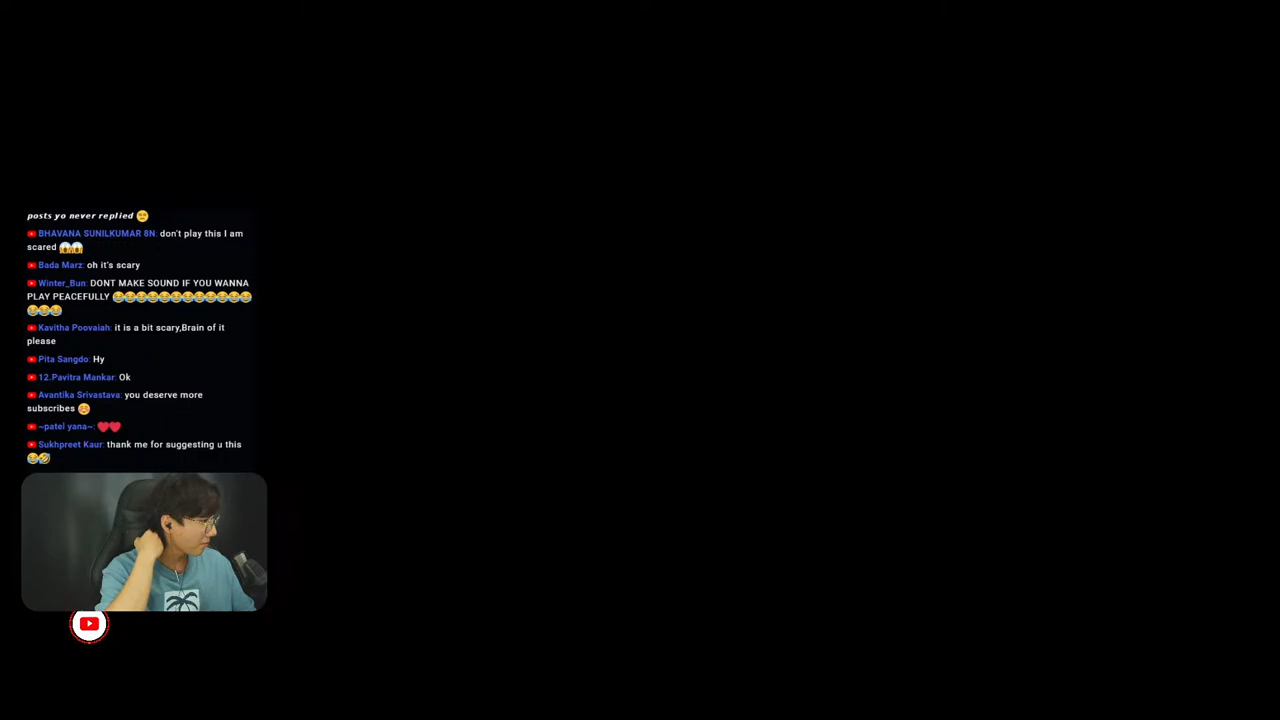 posts yo never replied 😔
BHAVANA SUNILKUMAR 8N: don't play this I am
scared 😱😱
Bada Marz: oh it's scary
Winter_Bun: DONT MAKE SOUND IF YOU WANNA
PLAY PEACEFULLY 😂😂😂😂😂😂😂😂😂😂😂😂
😂😂😂
Kavitha Poovaiah: it is a bit scary,Brain of it
please
Pita Sangdo: Hy
12.Pavitra Mankar: Ok
Avantika Srivastava: you deserve more
subscribes ☺️
~patel yana~: ❤️❤️
Sukhpreet Kaur: thank me for suggesting u this
😂🤣